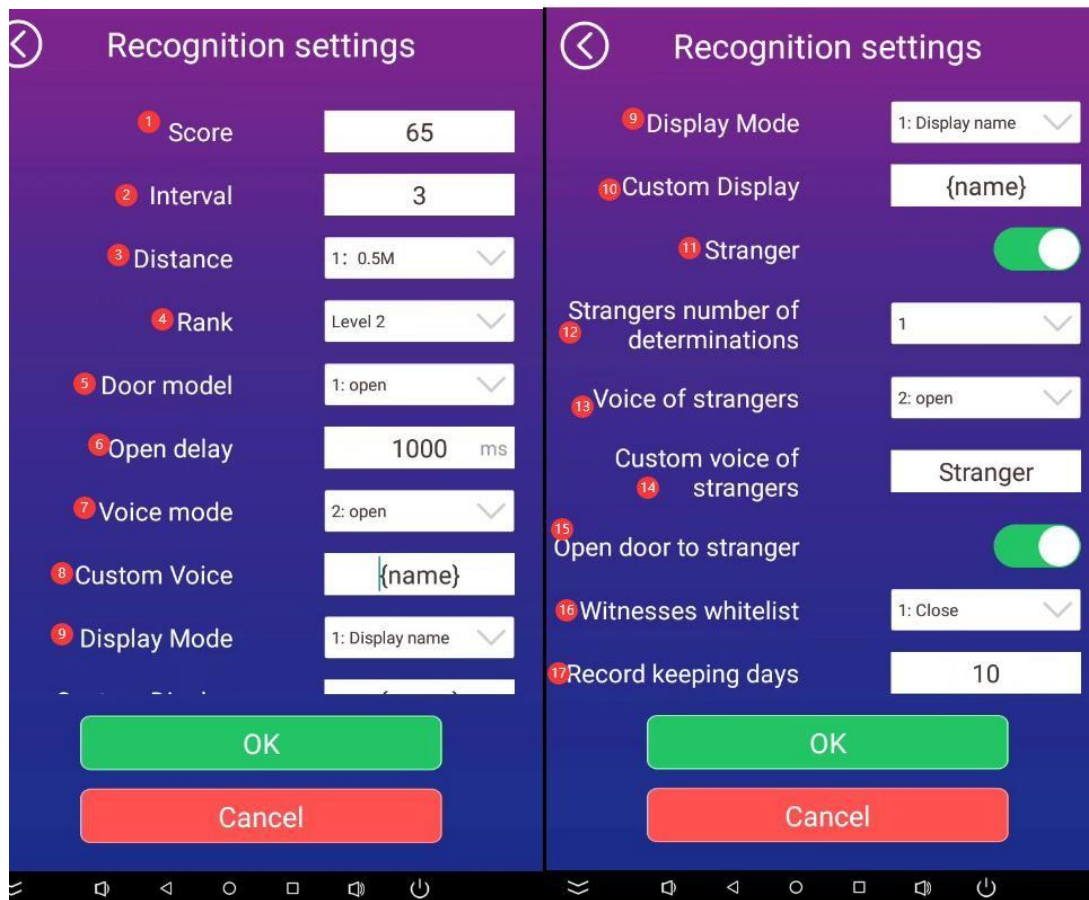 Recognition settings
1 Score 65
2 Interval 3
3 Distance 1: 0.5M
4 Rank Level 2
5 Door model 1: open
6 Open delay 1000 ms
7 Voice mode 2: open
8 Custom Voice {name}
9 Display Mode 1: Display name
OK
Cancel
Recognition settings
9 Display Mode 1: Display name
10 Custom Display {name}
11 Stranger
Strangers number of
12 determinations 1
13 Voice of strangers 2: open
Custom voice of
14 strangers Stranger
15
Open door to stranger
16 Witnesses whitelist 1: Close
17 Record keeping days 10
OK
Cancel